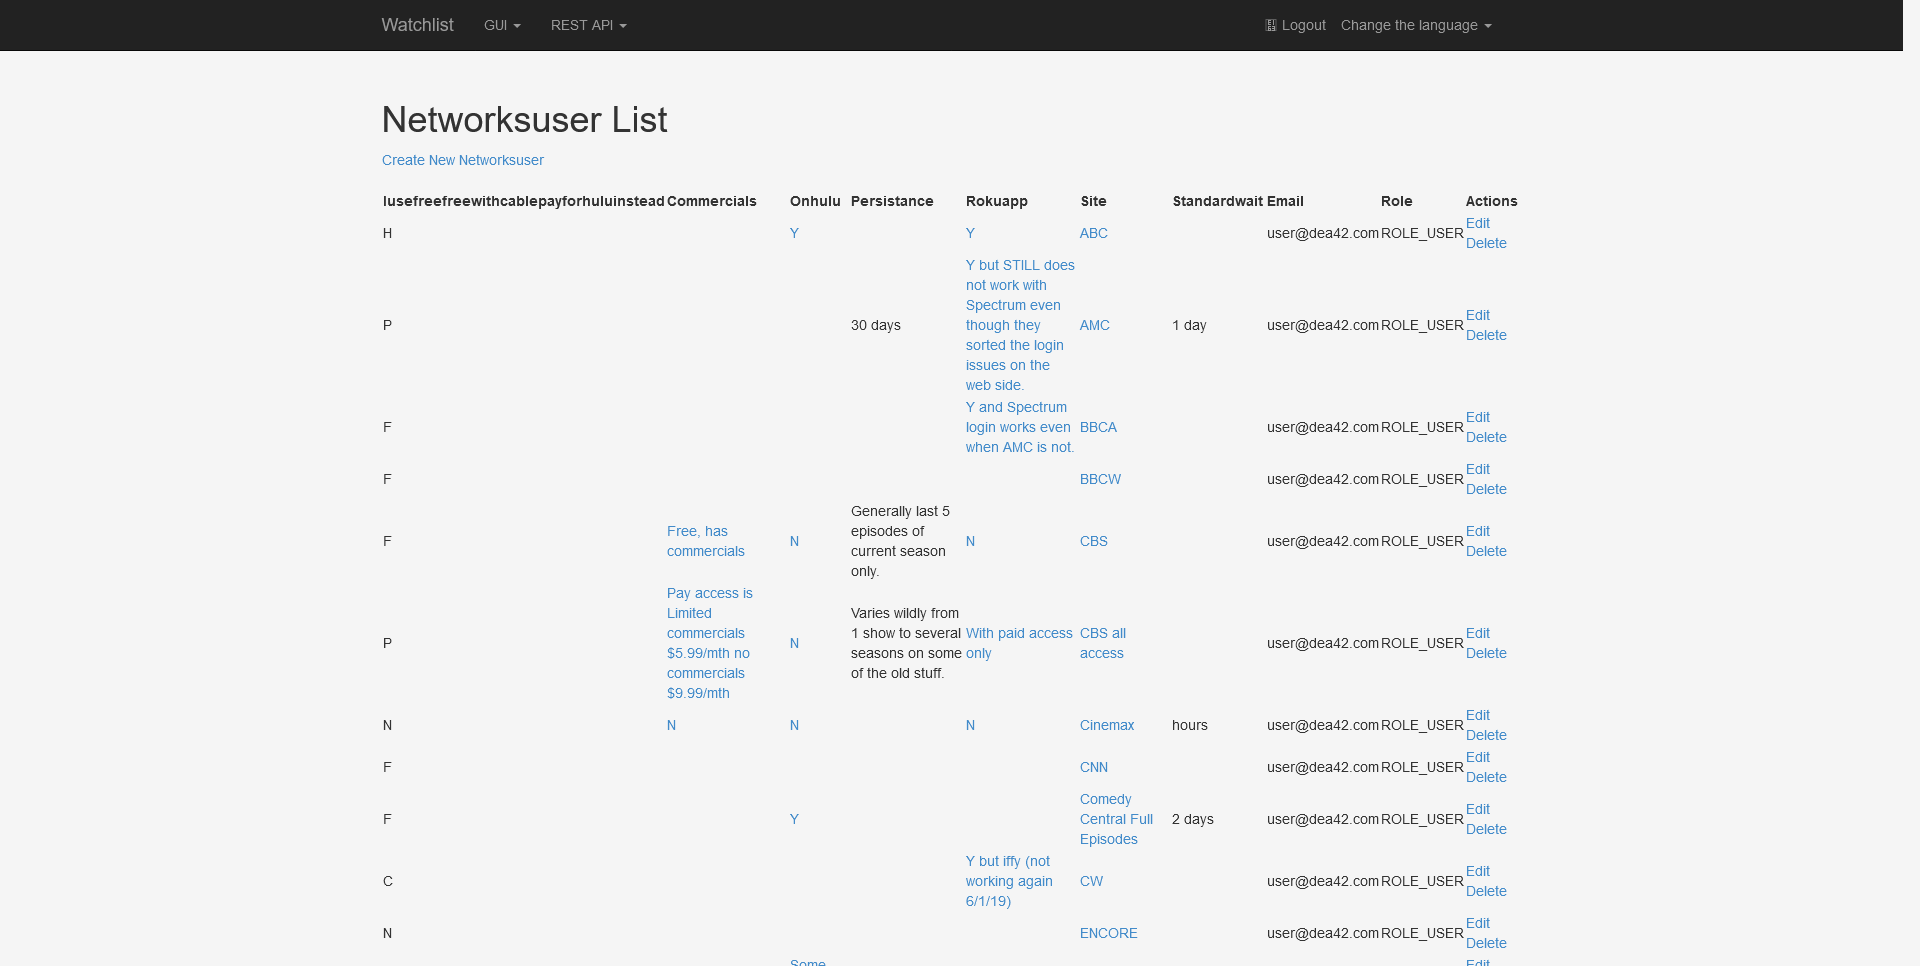 Watchlist GUI REST API Logout Change the language
Networksuser List
Create New Networksuser
Iusefreefreewithcablepayforhuluinstead Commercials Onhulu Persistance Rokuapp Site Standardwait Email Role Actions
H Y Y ABC user@dea42.com ROLE_USER Edit
Delete
Y but STILL does
not work with
Spectrum even
P 30 days though they AMC 1 day user@dea42.com ROLE_USER Edit
sorted the login Delete
issues on the
web side.
Y and Spectrum
F login works even BBCA user@dea42.com ROLE_USER Edit
when AMC is not. Delete
F BBCW user@dea42.com ROLE_USER Edit
Delete
Generally last 5
F Free, has N episodes of N CBS user@dea42.com ROLE_USER Edit
commercials current season Delete
only.
Pay access is
Limited Varies wildly from
P commercials N 1 show to several With paid access CBS all user@dea42.com ROLE_USER Edit
$5.99/mth no seasons on some only access Delete
commercials of the old stuff.
$9.99/mth
N N N N Cinemax hours user@dea42.com ROLE_USER Edit
Delete
F CNN user@dea42.com ROLE_USER Edit
Delete
Comedy
F Y Central Full 2 days user@dea42.com ROLE_USER Edit
Episodes Delete
Y but iffy (not
C working again CW user@dea42.com ROLE_USER Edit
6/1/19) Delete
N ENCORE user@dea42.com ROLE_USER Edit
Delete
Some Edit